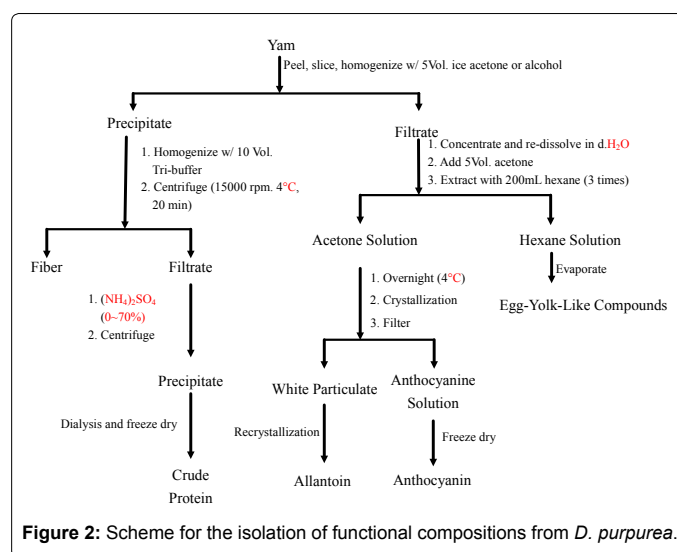 Yam
Peel, slice, homogenize w/ 5Vol. ice acetone or alcohol
Precipitate
Filtrate
1. Homogenize w/ 10 Vol.
Tri-buffer
2. Centrifuge (15000 rpm. 4°C,
20 min)
1. Concentrate and re-dissolve in d.H₂O
2. Add 5Vol. acetone
3. Extract with 200mL hexane (3 times)
Fiber
Filtrate
Acetone Solution
Hexane Solution
1. (NH₄)₂SO₄
(0~70%)
2. Centrifuge
1. Overnight (4°C)
2. Crystallization
3. Filter
Evaporate
Egg-Yolk-Like Compounds
Precipitate
White Particulate
Anthocyanine
Solution
Dialysis and freeze dry
Recrystallization
Freeze dry
Crude
Protein
Allantoin
Anthocyanin
Figure 2: Scheme for the isolation of functional compositions from D. purpurea.